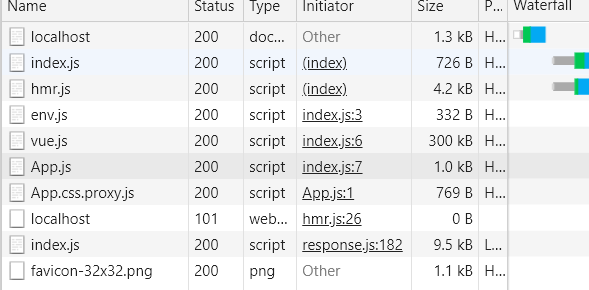 Name Status Type Initiator Size P... Waterfall
localhost 200 doc... Other 1.3 kB H...
index.js 200 script (index) 726 B H...
hmr.js 200 script (index) 4.2 kB H...
env.js 200 script index.js:3 332 B H...
vue.js 200 script index.js:6 300 kB H...
App.js 200 script index.js:7 1.0 kB H...
App.css.proxy.js 200 script App.js:1 769 B H...
localhost 101 web... hmr.js:26 0 B
index.js 200 script response.js:182 9.5 kB L...
favicon-32x32.png 200 png Other 1.1 kB H...